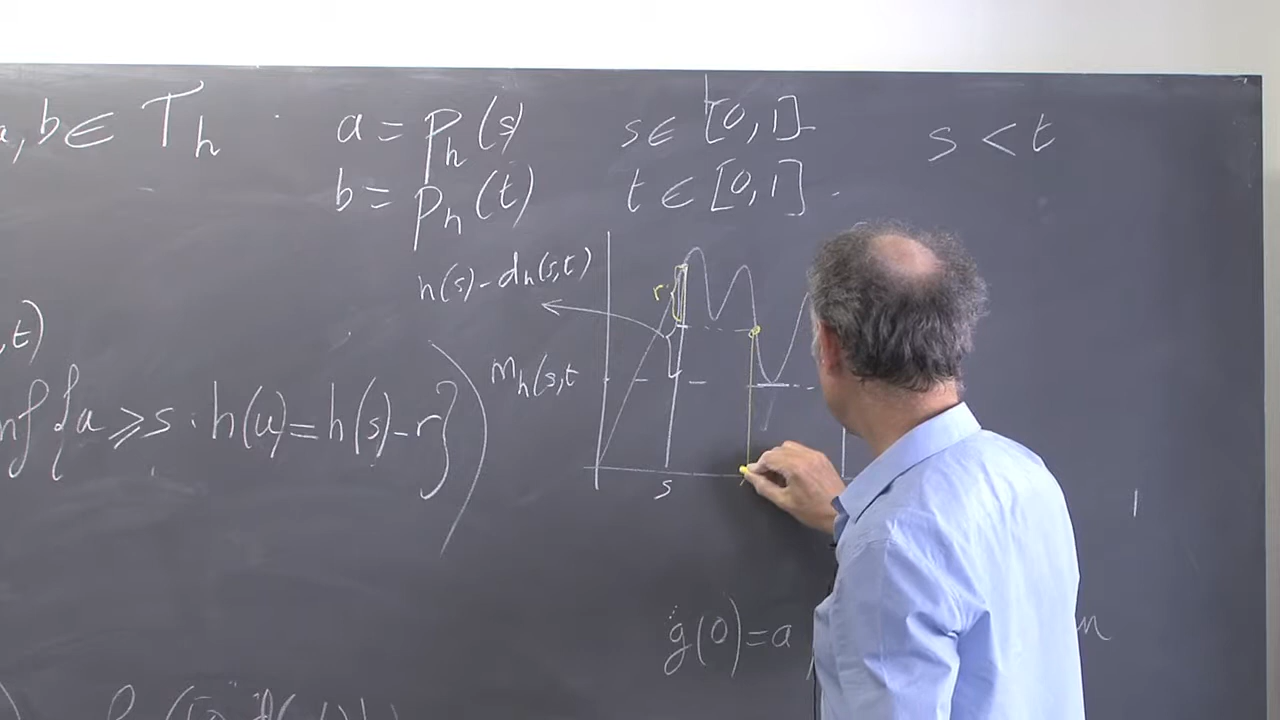 a, b ∈ T_h
a = p_h(s) s ∈ [0,1] s < t
b = p_h(t) t ∈ [0,1].
h(s) - d_h(s,t)
r
,t)
m_h(s,t
inf {u ≥ s : h(u) = h(s) - r} )
s
g(0) = a